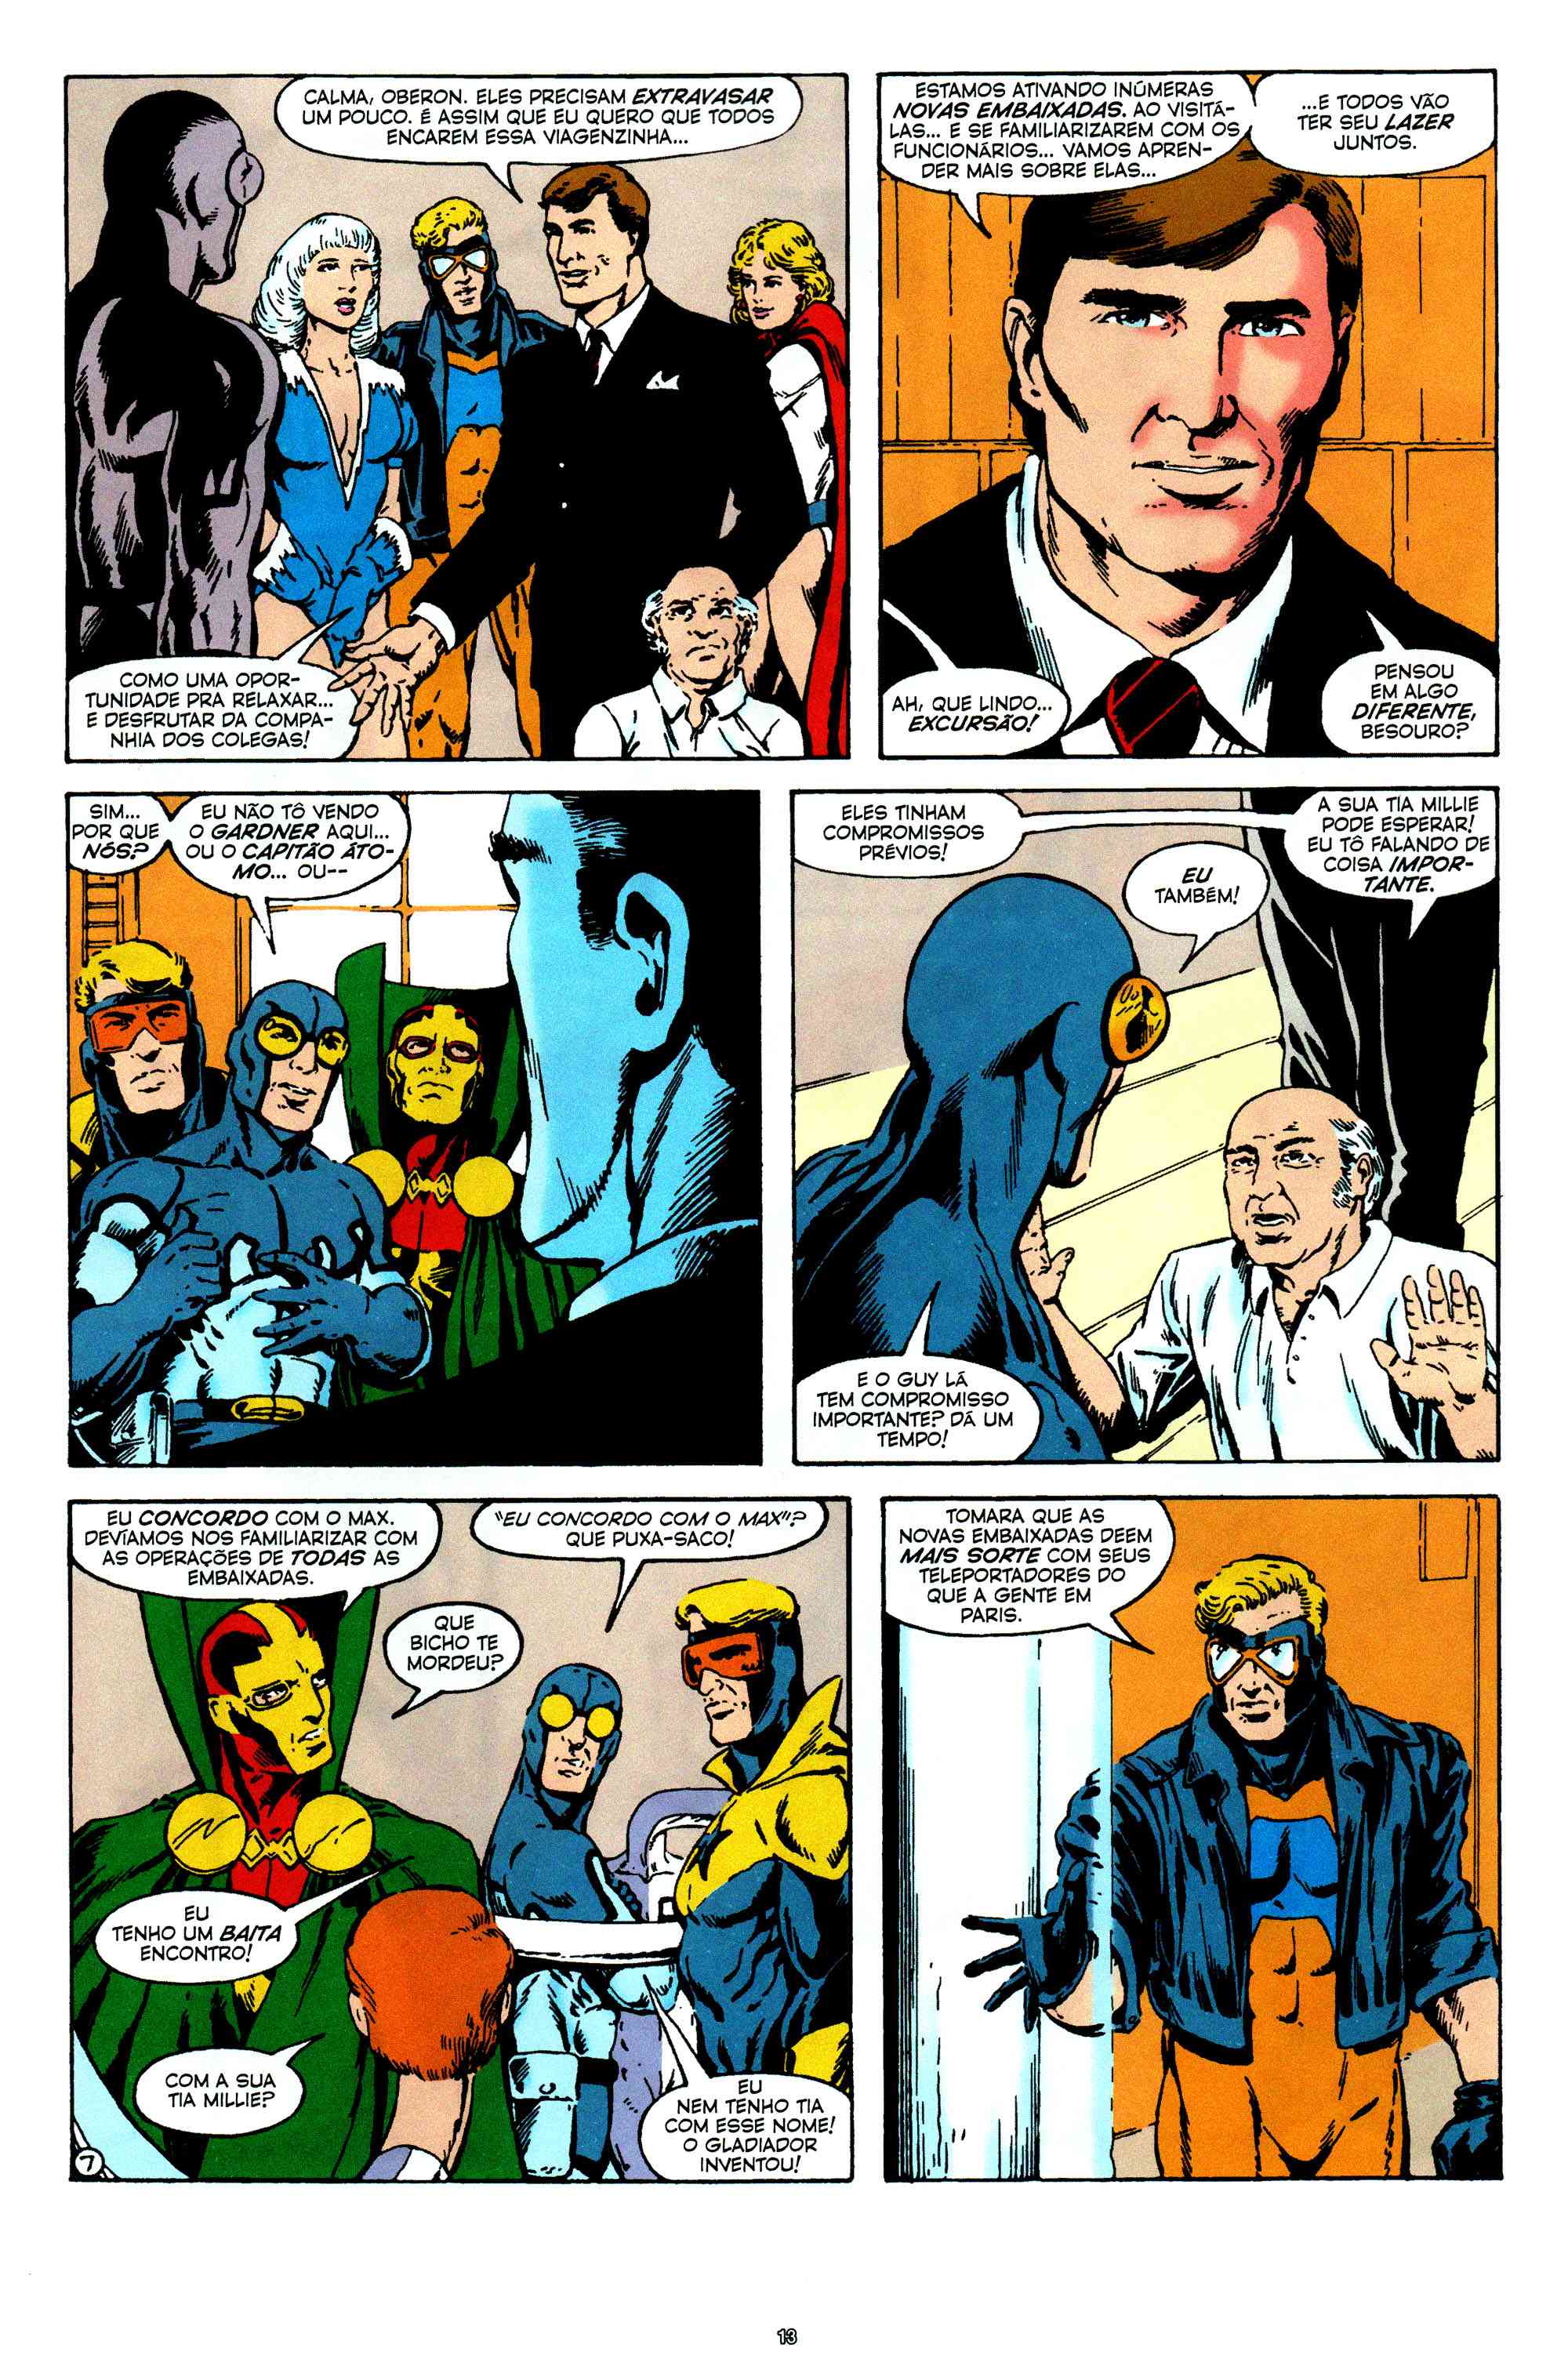 CALMA, OBERON. ELES PRECISAM EXTRAVASAR
UM POUCO. É ASSIM QUE EU QUERO QUE TODOS
ENCAREM ESSA VIAGENZINHA...
COMO UMA OPOR-
TUNIDADE PRA RELAXAR...
E DESFRUTAR DA COMPA-
NHIA DOS COLEGAS!
ESTAMOS ATIVANDO INÚMERAS
NOVAS EMBAIXADAS. AO VISITÁ-
LAS... E SE FAMILIARIZAREM COM OS
FUNCIONÁRIOS... VAMOS APREN-
DER MAIS SOBRE ELAS...
...E TODOS VÃO
TER SEU LAZER
JUNTOS.
AH, QUE LINDO...
EXCURSÃO!
PENSOU
EM ALGO
DIFERENTE,
BESOURO?
SIM...
POR QUE
NÓS?
EU NÃO TÔ VENDO
O GARDNER AQUI...
OU O CAPITÃO ÁTO-
MO... OU--
ELES TINHAM
COMPROMISSOS
PRÉVIOS!
EU
TAMBÉM!
A SUA TIA MILLIE
PODE ESPERAR!
EU TÔ FALANDO DE
COISA IMPOR-
TANTE.
E O GUY LÁ
TEM COMPROMISSO
IMPORTANTE? DÁ UM
TEMPO!
EU CONCORDO COM O MAX.
DEVÍAMOS NOS FAMILIARIZAR COM
AS OPERAÇÕES DE TODAS AS
EMBAIXADAS.
"EU CONCORDO COM O MAX"?
QUE PUXA-SACO!
QUE
BICHO TE
MORDEU?
EU
TENHO UM BAITA
ENCONTRO!
COM A SUA
TIA MILLIE?
EU
NEM TENHO TIA
COM ESSE NOME!
O GLADIADOR
INVENTOU!
7
TOMARA QUE AS
NOVAS EMBAIXADAS DEEM
MAIS SORTE COM SEUS
TELEPORTADORES DO
QUE A GENTE EM
PARIS.
13